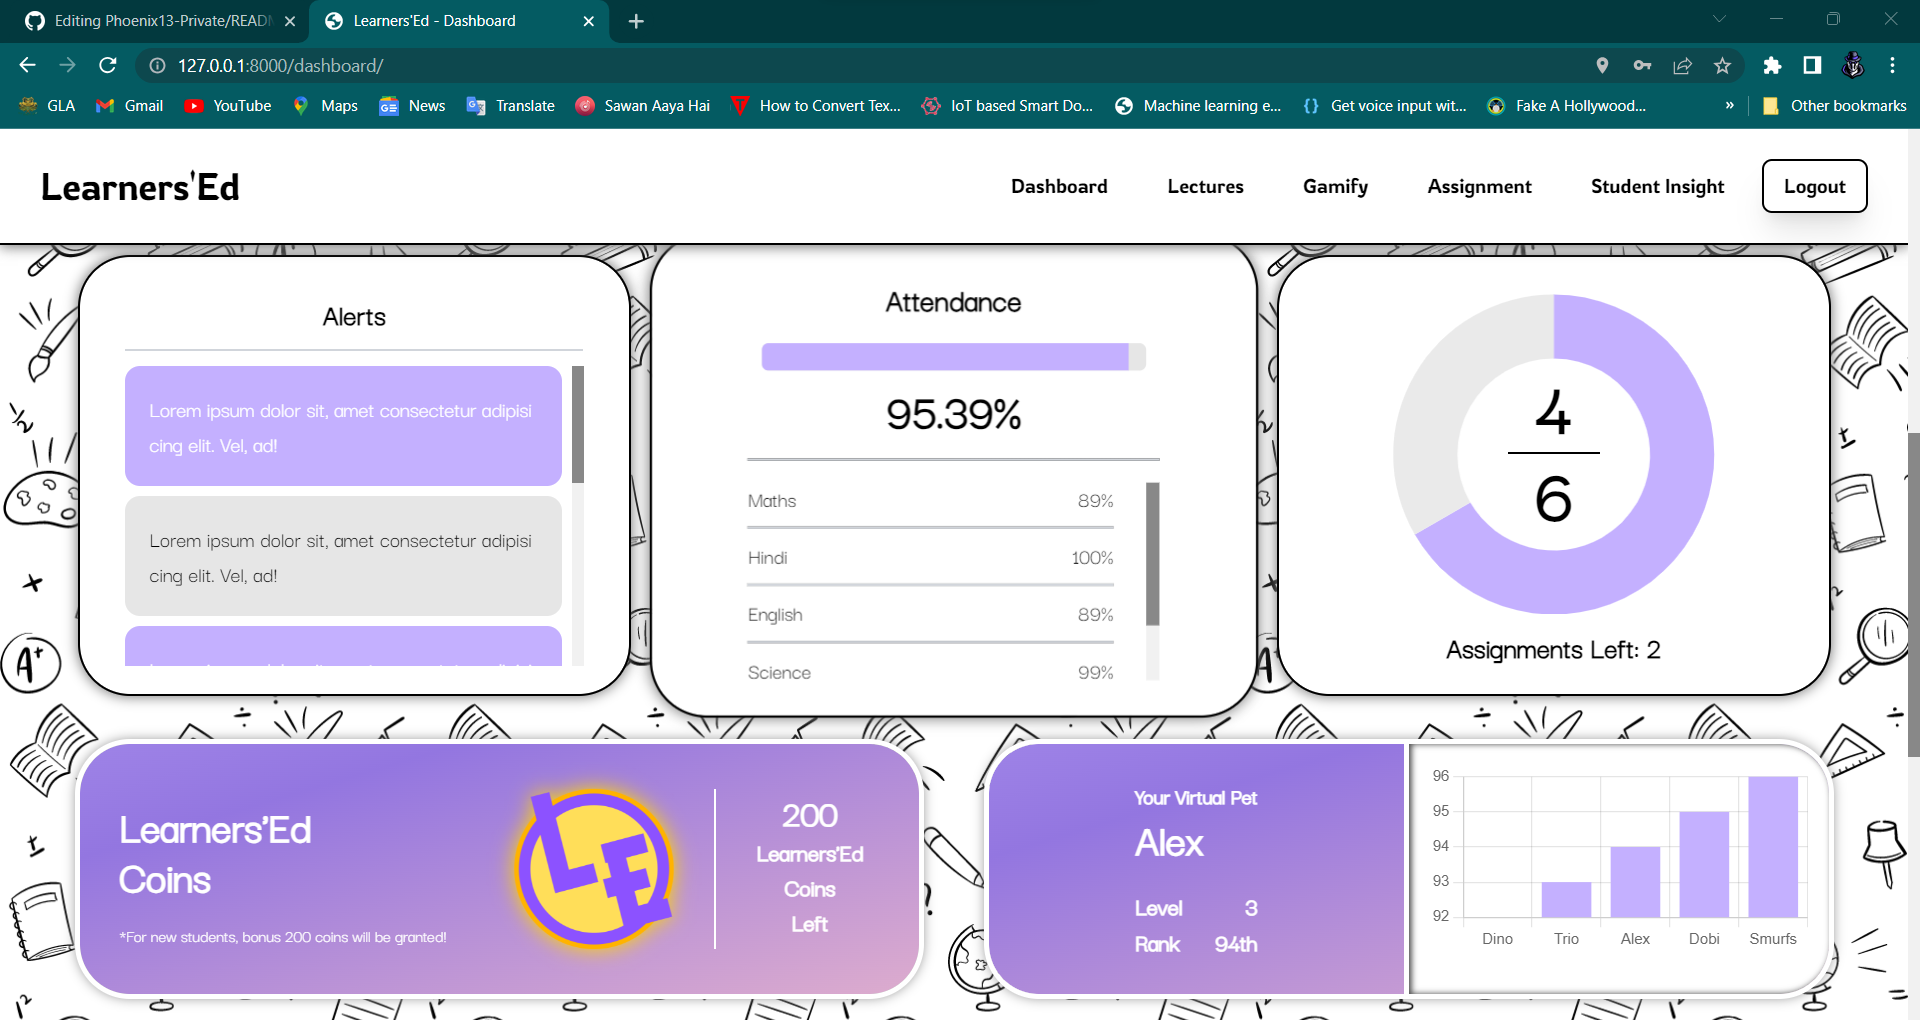 Editing Phoenix13-Private/READM
Learners'Ed - Dashboard
127.0.0.1:8000/dashboard/
GLA
Gmail
YouTube
Maps
News
Translate
Sawan Aaya Hai
How to Convert Tex...
IoT based Smart Do...
Machine learning e...
Get voice input wit...
Fake A Hollywood...
»
Other bookmarks
Learners'Ed
Dashboard
Lectures
Gamify
Assignment
Student Insight
Logout
Alerts
Lorem ipsum dolor sit, amet consectetur adipisi
cing elit. Vel, ad!
Lorem ipsum dolor sit, amet consectetur adipisi
cing elit. Vel, ad!
Attendance
95.39%
Maths 89%
Hindi 100%
English 89%
Science 99%
4
6
Assignments Left: 2
A+
Learners'Ed
Coins
*For new students, bonus 200 coins will be granted!
LE
200
Learners'Ed
Coins
Left
Your Virtual Pet
Alex
Level 3
Rank 94th
96
95
94
93
92
Dino Trio Alex Dobi Smurfs